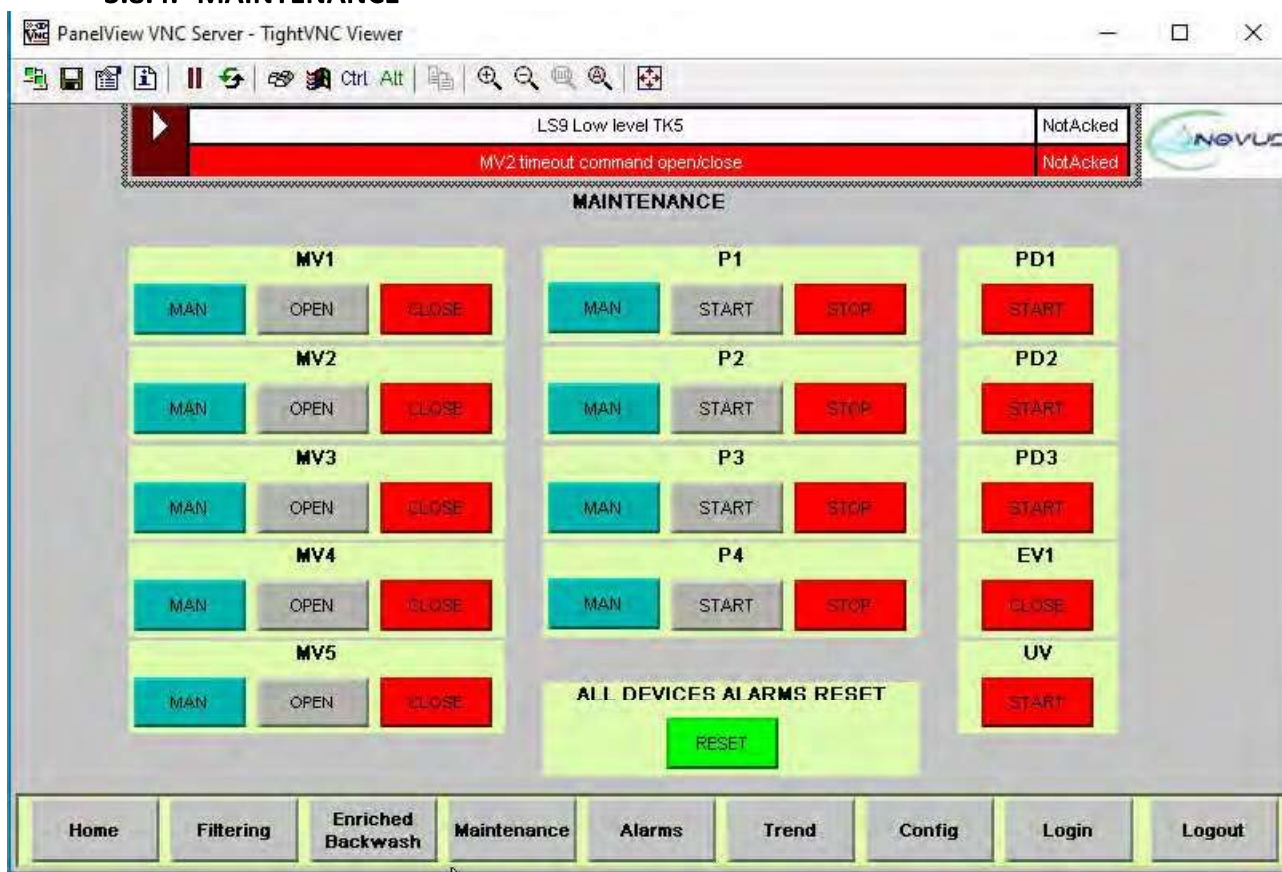 MAINTENANCE
PanelView VNC Server - TightVNC Viewer
Ctrl Alt
LS9 Low level TK5 NotAcked
MV2 timeout command open/close NotAcked
MAINTENANCE
MV1 P1 PD1
MAN OPEN CLOSE MAN START STOP START
MV2 P2 PD2
MAN OPEN CLOSE MAN START STOP START
MV3 P3 PD3
MAN OPEN CLOSE MAN START STOP START
MV4 P4 EV1
MAN OPEN CLOSE MAN START STOP CLOSE
MV5 UV
MAN OPEN CLOSE START
ALL DEVICES ALARMS RESET
RESET
Home Filtering Enriched Backwash Maintenance Alarms Trend Config Login Logout